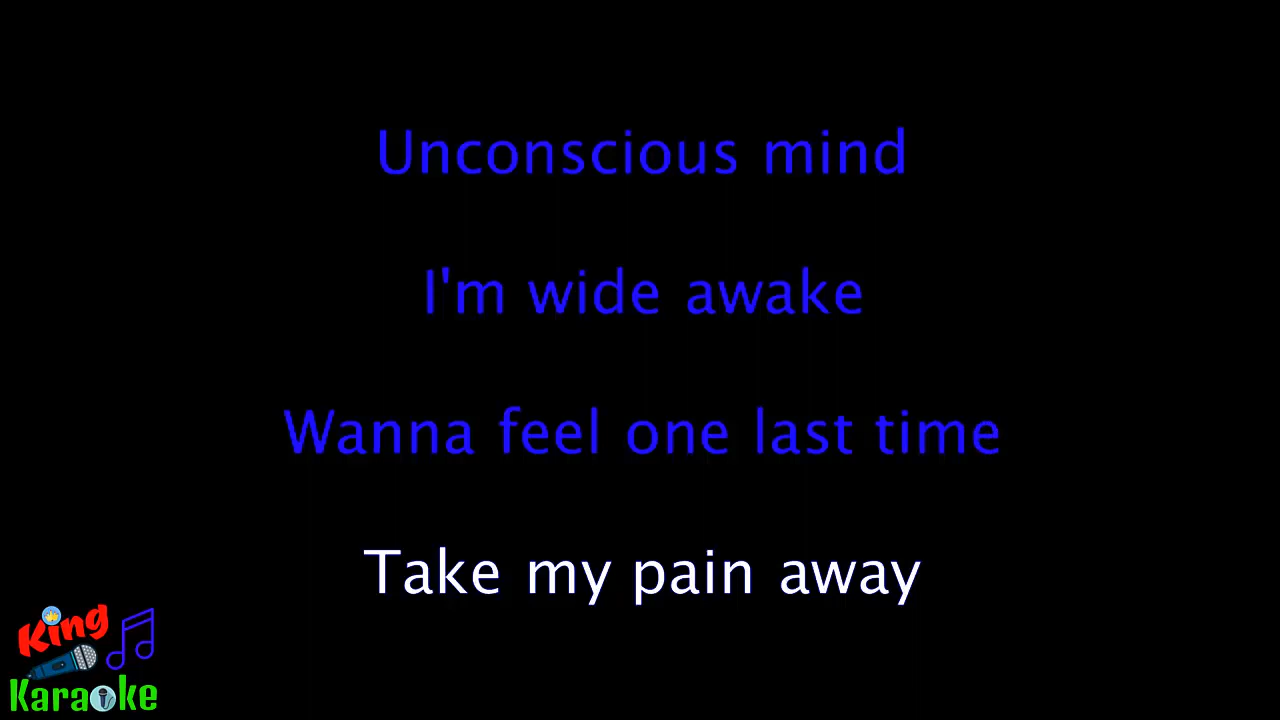 Unconscious mind
I'm wide awake
Wanna feel one last time
Take my pain away
King
Karaoke